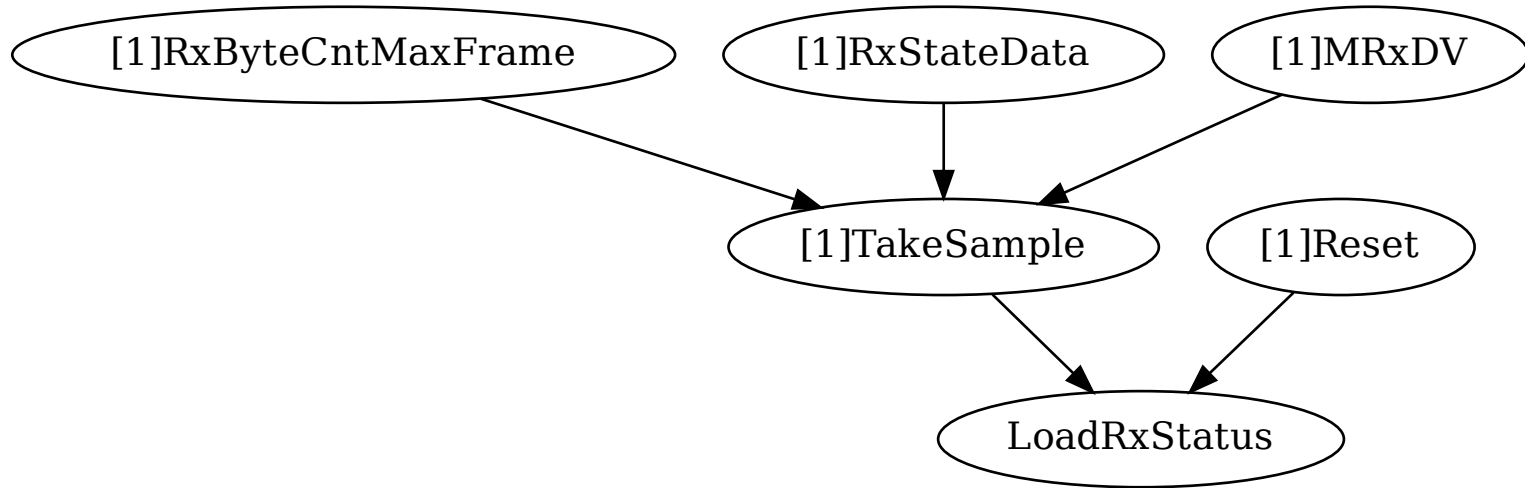 [1]RxByteCntMaxFrame
[1]RxStateData
[1]MRxDV
[1]TakeSample
[1]Reset
LoadRxStatus